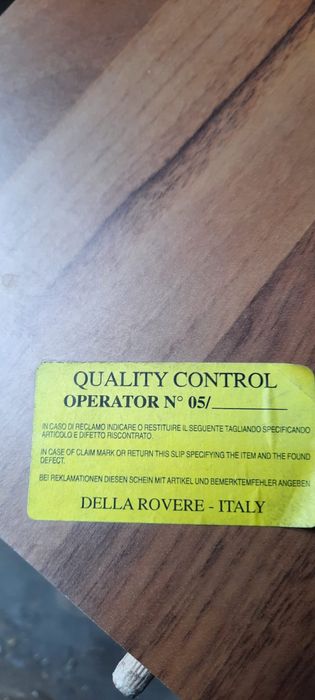 QUALITY CONTROL
OPERATOR N° 05/________
IN CASO DI RECLAMO INDICARE O RESTITUIRE IL SEGUENTE TAGLIANDO SPECIFICANDO
ARTICOLO E DIFETTO RISCONTRATO.
IN CASE OF CLAIM MARK OR RETURN THIS SLIP SPECIFYING THE ITEM AND THE FOUND
DEFECT.
BEI REKLAMATIONEN DIESEN SCHEIN MIT ARTIKEL UND BEMERKTEMFEHLER ANGEBEN
DELLA ROVERE - ITALY